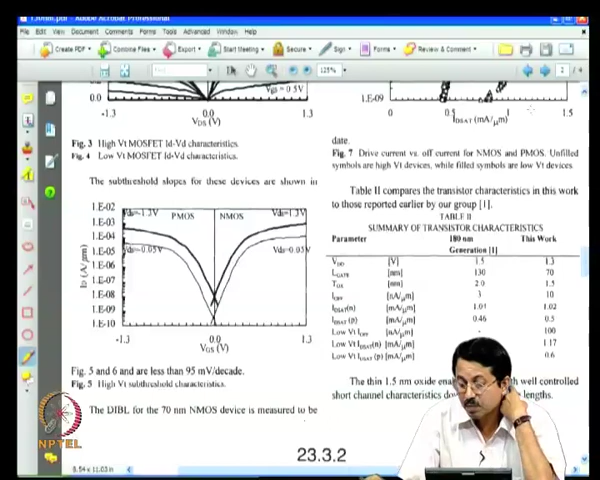 1.30nm.pdf - Adobe Acrobat Professional
File Edit View Document Comments Forms Tools Advanced Window Help
Create PDF Combine Files Export Start Meeting Secure Sign Forms Review & Comment
125%
2 / 4
0.0
Vgs = 0.5V
-1.3 0.0 1.3
VDS (V)
Fig. 3 High Vt MOSFET Id-Vd characteristics.
Fig. 4 Low Vt MOSFET Id-Vd characteristics.
The subthreshold slopes for these devices are shown in
1.E-02
1.E-03
1.E-04
1.E-05
1.E-06
1.E-07
1.E-08
1.E-09
1.E-10
ID (A/μm)
Vds=-1.3V PMOS NMOS Vds=1.3V
Vds=-0.05V Vds=0.05V
-1.3 0.0 1.3
VGS (V)
Fig. 5 and 6 and are less than 95 mV/decade.
Fig. 5 High Vt subthreshold characteristics.
The DIBL for the 70 nm NMOS device is measured to be
1.E-09
0 0.5 1 1.5
IDSAT (mA/μm)
date.
Fig. 7 Drive current vs. off current for NMOS and PMOS. Unfilled
symbols are high Vt devices, while filled symbols are low Vt devices
Table II compares the transistor characteristics in this work
to those reported earlier by our group [1].
TABLE II
SUMMARY OF TRANSISTOR CHARACTERISTICS
Parameter 180 nm This Work
Generation [1]
VDD [V] 1.5 1.3
LGATE [nm] 130 70
TOX [nm] 2.0 1.5
IOFF [nA/μm] 3 10
IDSAT(n) [mA/μm] 1.04 1.02
IDSAT (p) [mA/μm] 0.46 0.5
Low Vt IOFF [nA/μm] - 100
Low Vt IDSAT(n) [mA/μm] 1.17
Low Vt IDSAT (p) [mA/μm] 0.6
The thin 1.5 nm oxide enab th well controlled
short channel characteristics do e lengths.
23.3.2
8.54 x 11.03 in
NPTEL